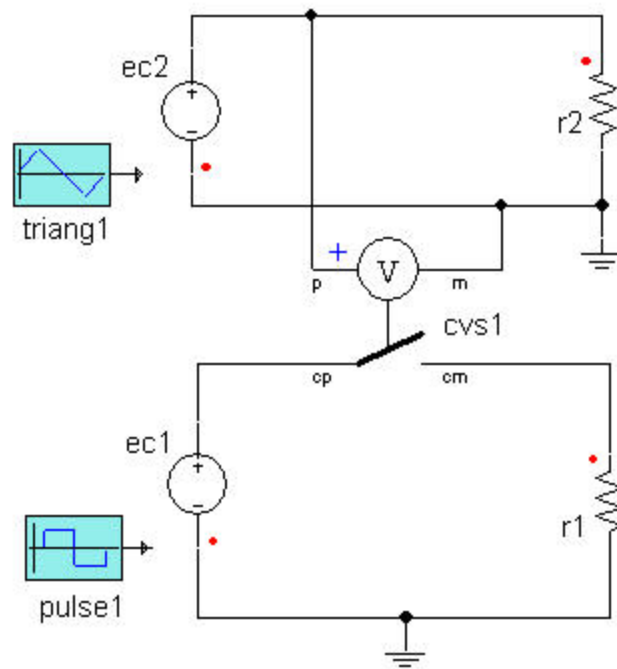 ec2
r2
triang1
+
V
p
m
cvs1
cp
cm
ec1
r1
pulse1